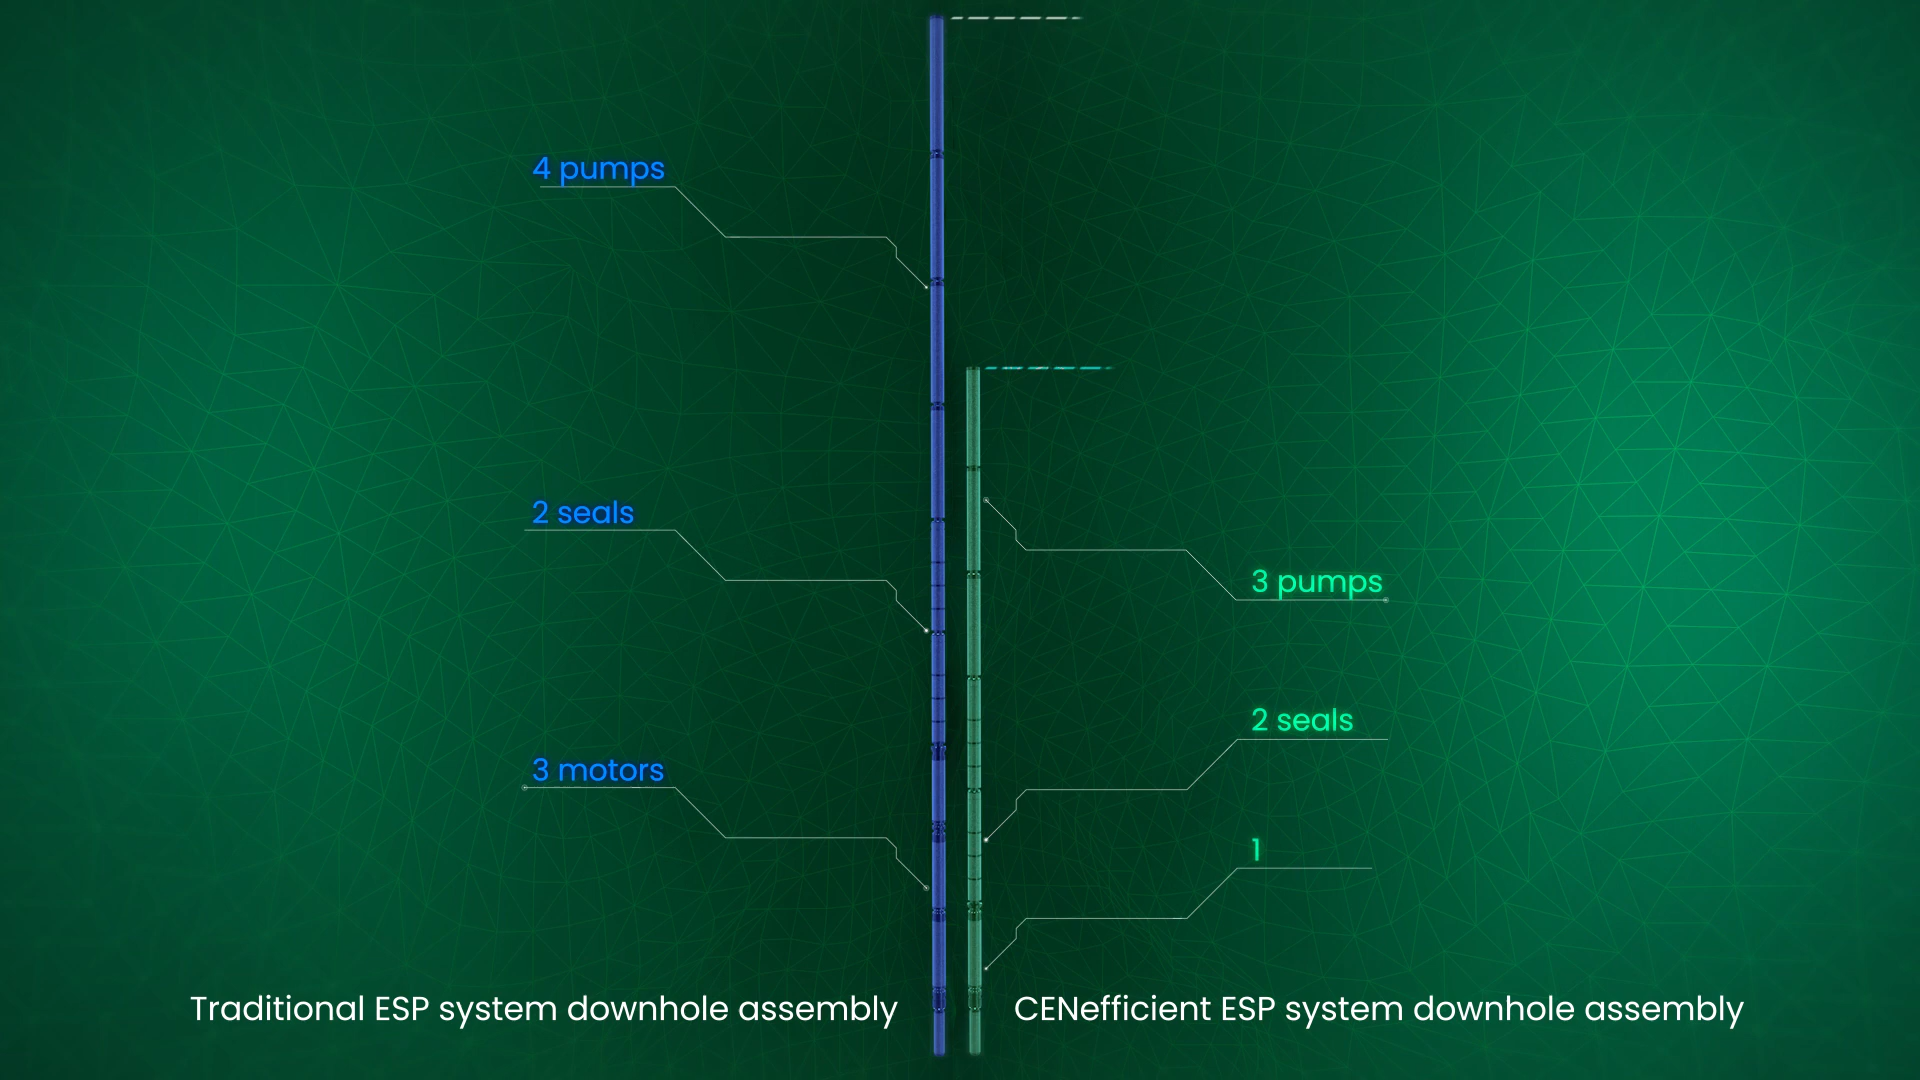 4 pumps
2 seals
3 motors
3 pumps
2 seals
1
Traditional ESP system downhole assembly
CENefficient ESP system downhole assembly